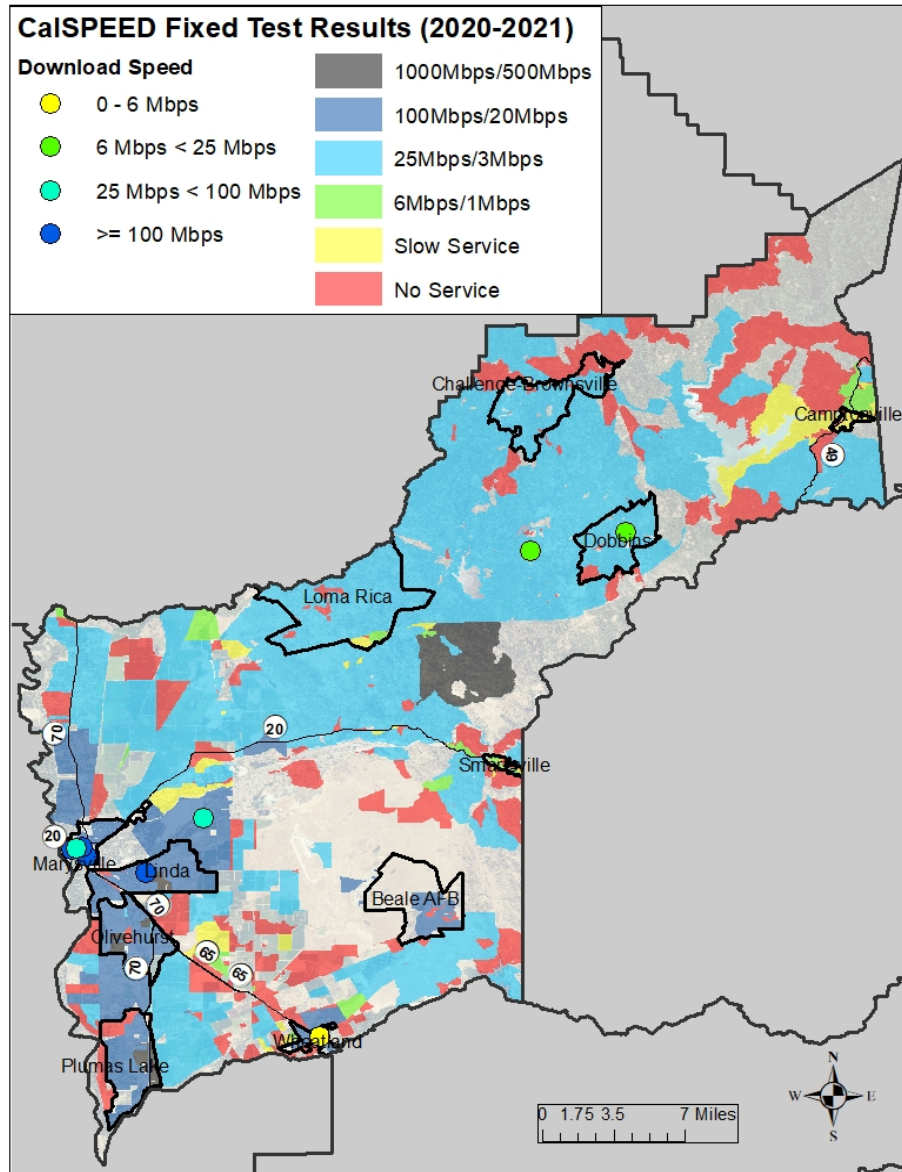 CalSPEED Fixed Test Results (2020-2021)
Download Speed
0 - 6 Mbps
6 Mbps < 25 Mbps
25 Mbps < 100 Mbps
>= 100 Mbps
1000Mbps/500Mbps
100Mbps/20Mbps
25Mbps/3Mbps
6Mbps/1Mbps
Slow Service
No Service
Challence-Brownsville
Camptonville
49
Dobbins
Loma Rica
70
20
Smartsville
20
Marysville
Linda
Beale AFB
70
Olivehurst
65
65
70
Wheatland
Plumas Lake
N
W
E
S
0 1.75 3.5 7 Miles